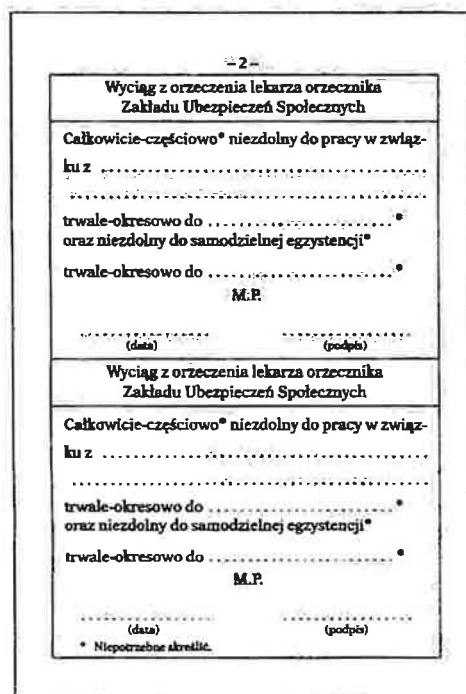 –2–
Wyciąg z orzeczenia lekarza orzecznika
Zakładu Ubezpieczeń Społecznych
Całkowicie-częściowo* niezdolny do pracy w związ-
ku z ........................................
........................................
trwale-okresowo do ........................*
oraz niezdolny do samodzielnej egzystencji*
trwale-okresowo do ........................*
M.P.
.................... ....................
(data) (podpis)
Wyciąg z orzeczenia lekarza orzecznika
Zakładu Ubezpieczeń Społecznych
Całkowicie-częściowo* niezdolny do pracy w związ-
ku z ........................................
........................................
trwale-okresowo do ........................*
oraz niezdolny do samodzielnej egzystencji*
trwale-okresowo do ........................*
M.P.
.................... ....................
(data) (podpis)
* Niepotrzebne skreślić.